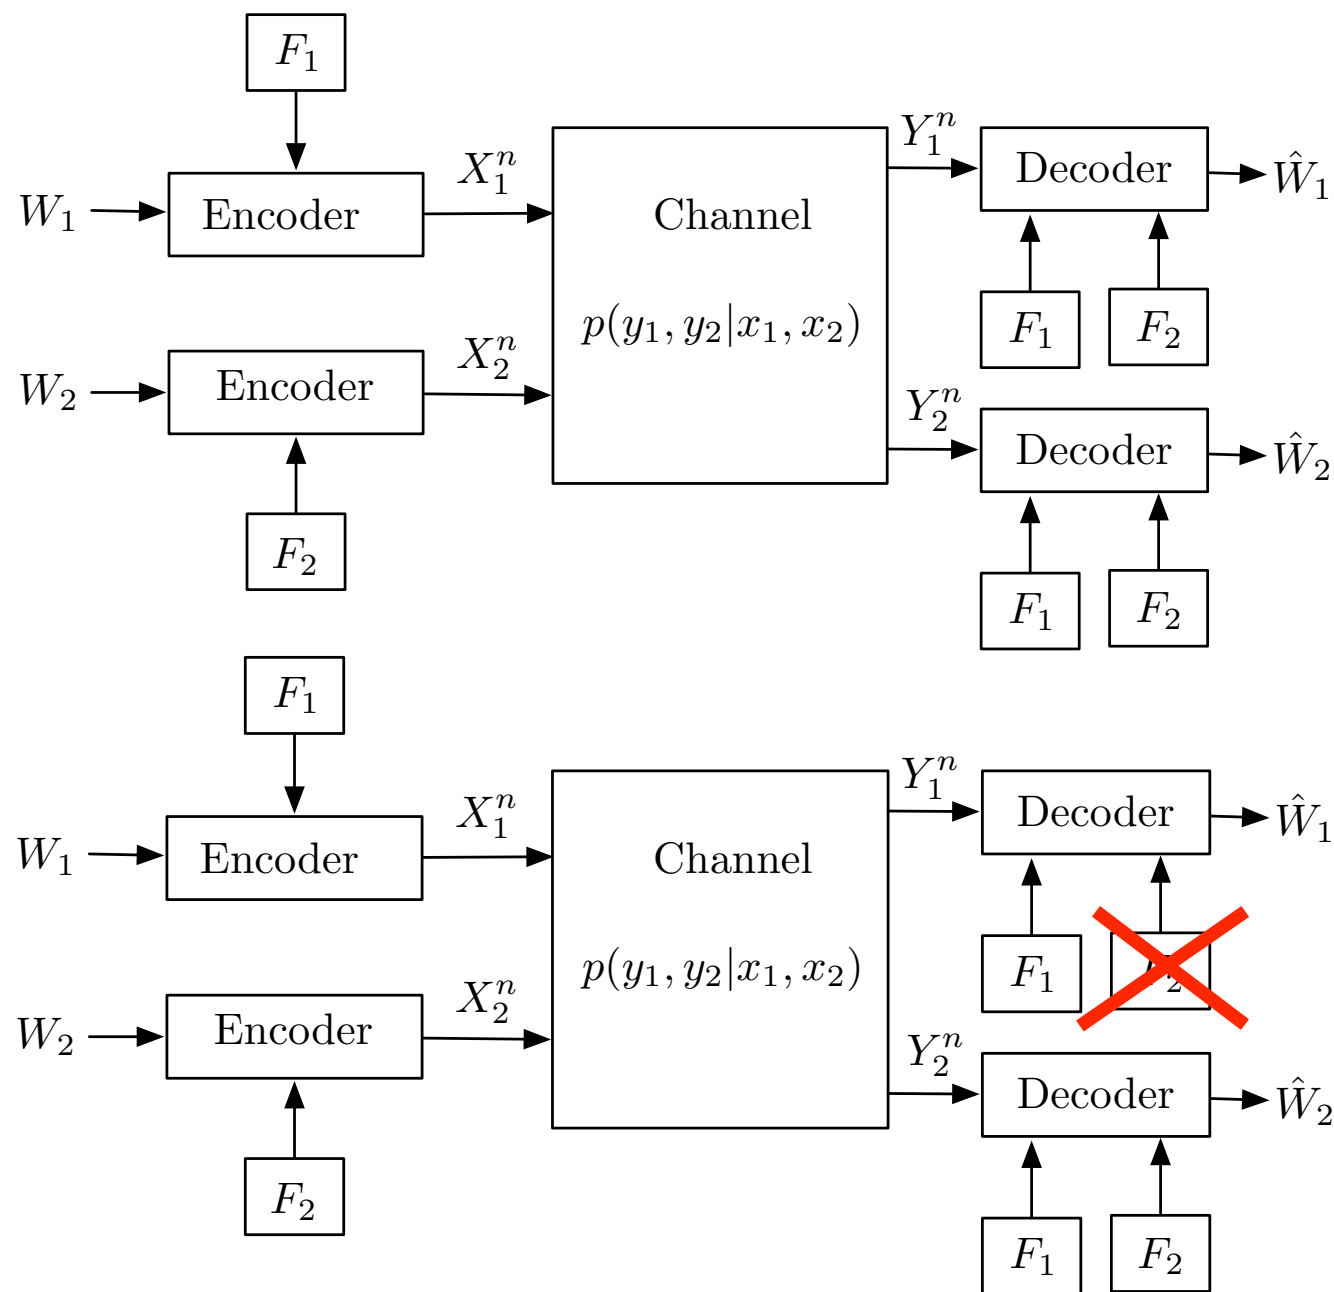 F₁
W₁ Encoder X₁ⁿ Channel Y₁ⁿ Decoder Ŵ₁
p(y₁, y₂|x₁, x₂)
F₁ F₂
W₂ Encoder X₂ⁿ Y₂ⁿ Decoder Ŵ₂
F₂ F₁ F₂
F₁
W₁ Encoder X₁ⁿ Channel Y₁ⁿ Decoder Ŵ₁
p(y₁, y₂|x₁, x₂)
F₁
W₂ Encoder X₂ⁿ Y₂ⁿ Decoder Ŵ₂
F₂ F₁ F₂